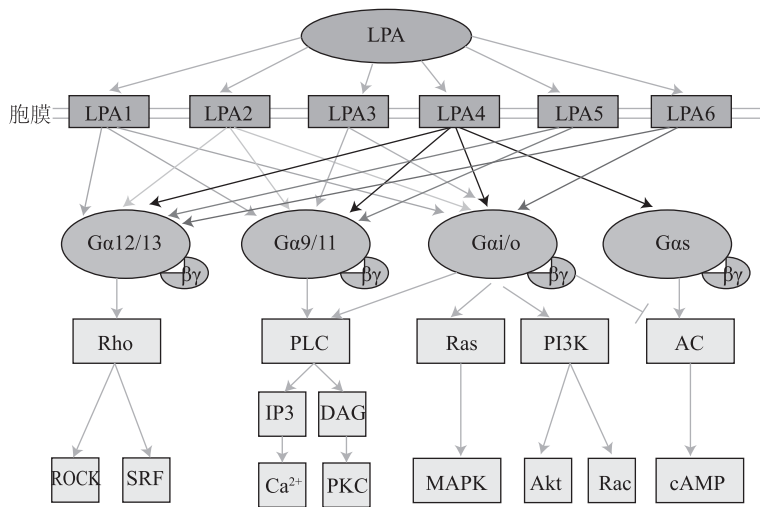 LPA
胞膜
LPA1
LPA2
LPA3
LPA4
LPA5
LPA6
Gα12/13
βγ
Gα9/11
βγ
Gαi/o
βγ
Gαs
βγ
Rho
PLC
Ras
PI3K
AC
IP3
DAG
ROCK
SRF
Ca²⁺
PKC
MAPK
Akt
Rac
cAMP